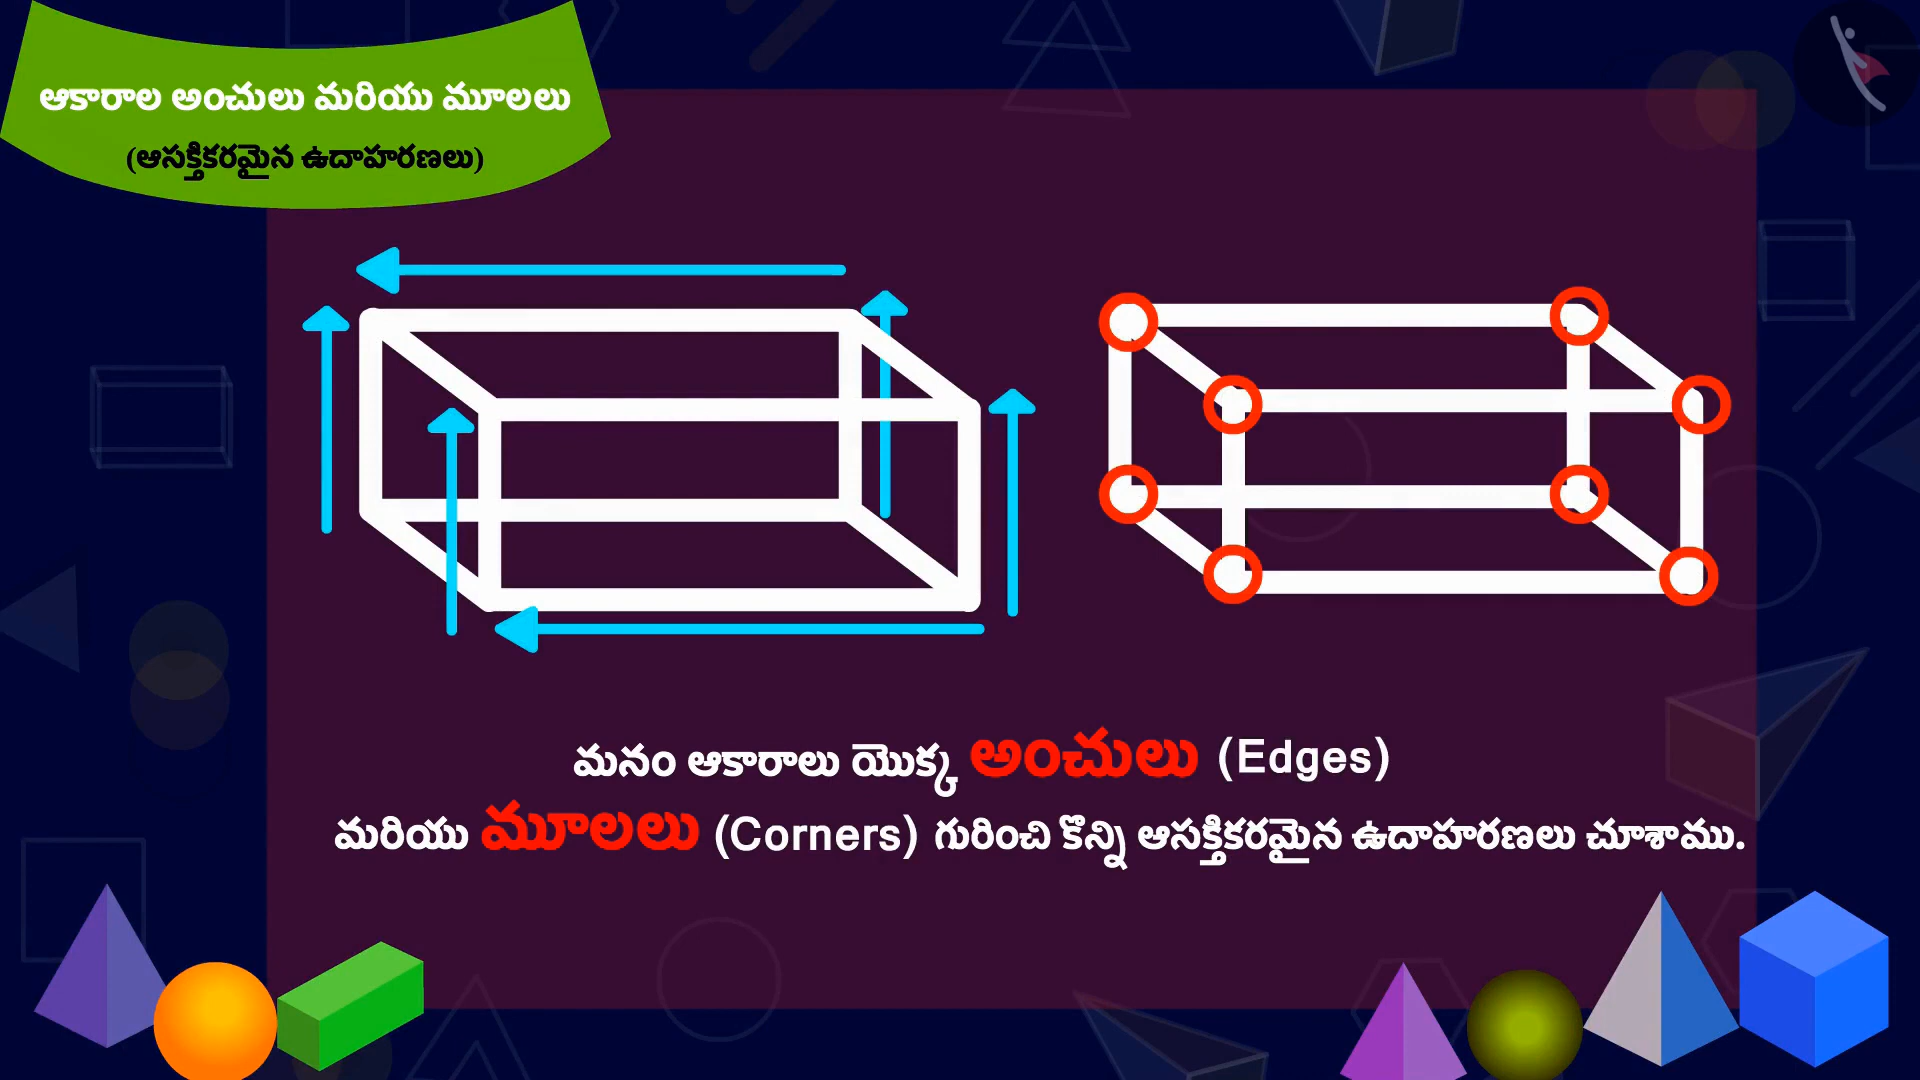 ఆకారాల అంచులు మరియు మూలలు
(ఆసక్తికరమైన ఉదాహరణలు)
మనం ఆకారాలు యొక్క అంచులు (Edges)
మరియు మూలలు (Corners) గురించి కొన్ని ఆసక్తికరమైన ఉదాహరణలు చూశాము.